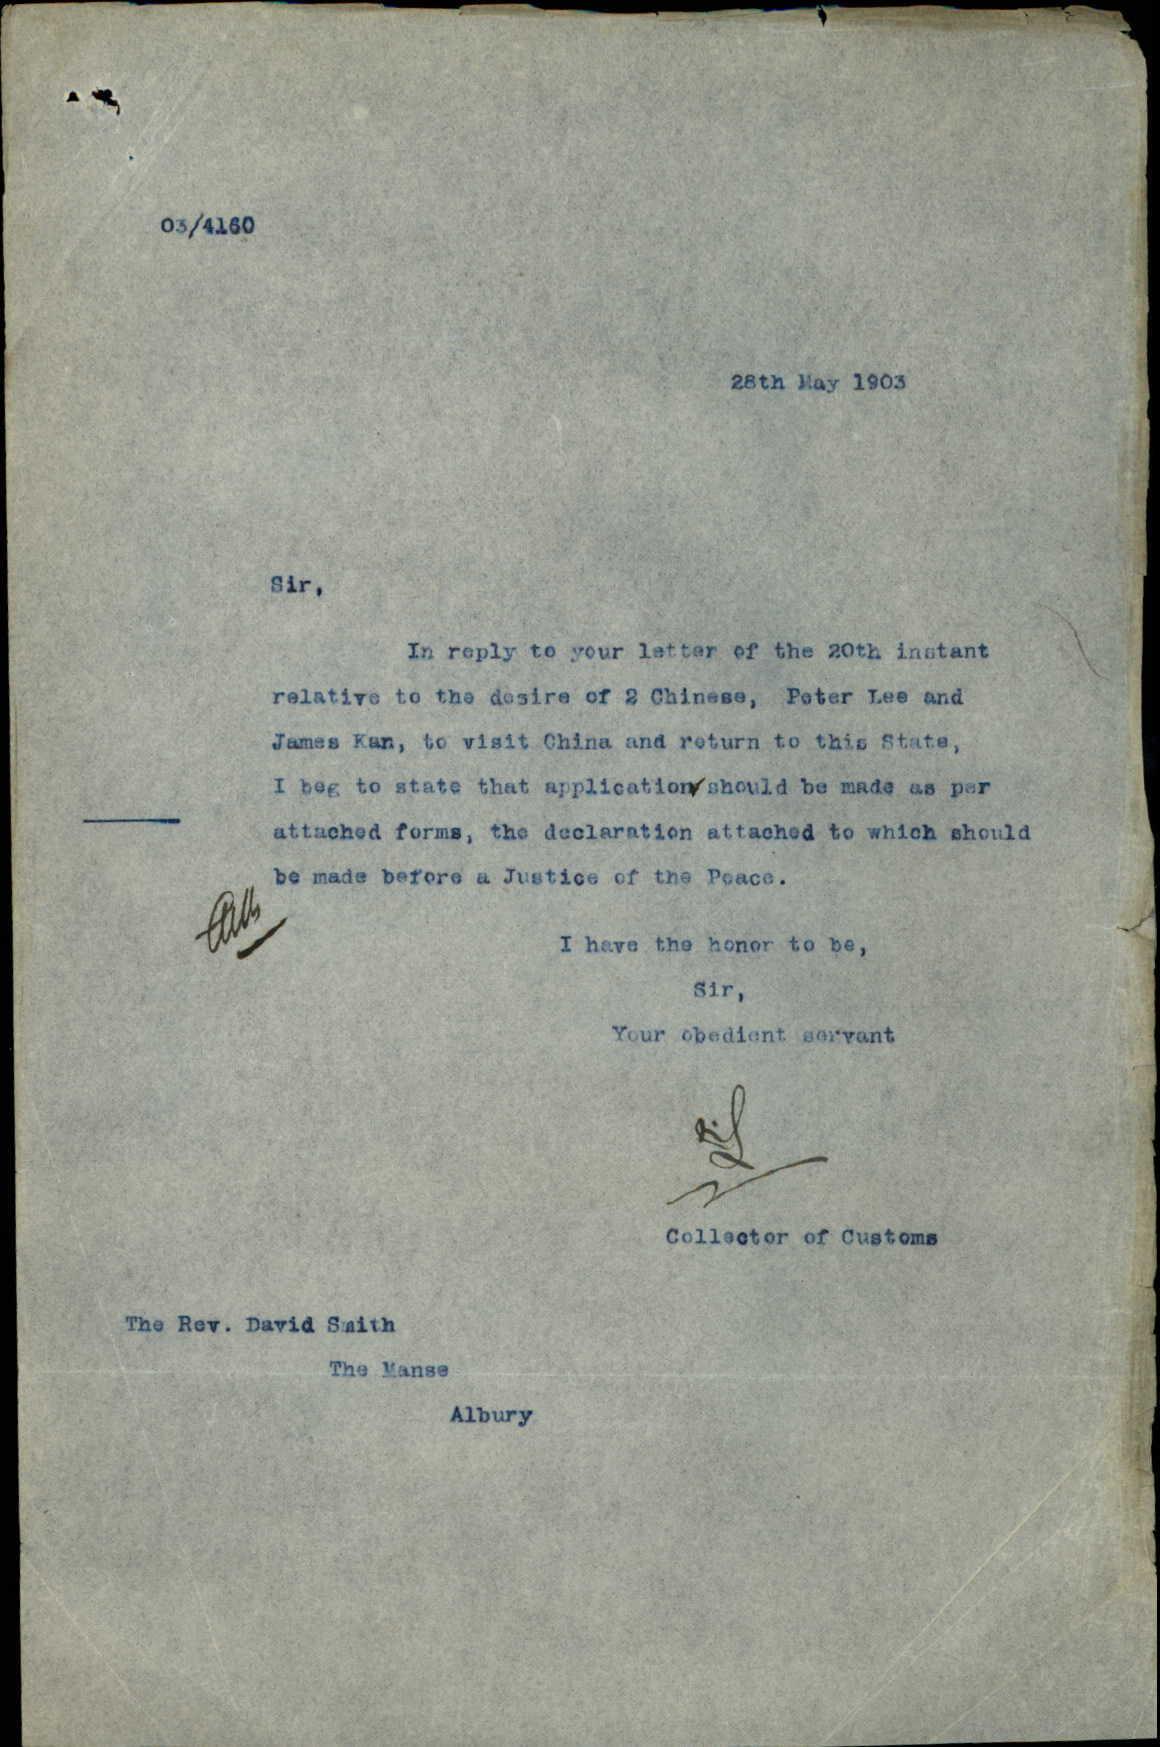 03/4160
28th May 1903
Sir,
In reply to your letter of the 20th instant
relative to the desire of 2 Chinese, Peter Lee and
James Kan, to visit China and return to this State,
I beg to state that application should be made as per
attached forms, the declaration attached to which should
be made before a Justice of the Peace.
I have the honor to be,
Sir,
Your obedient servant
Collector of Customs
The Rev. David Smith
The Manse
Albury